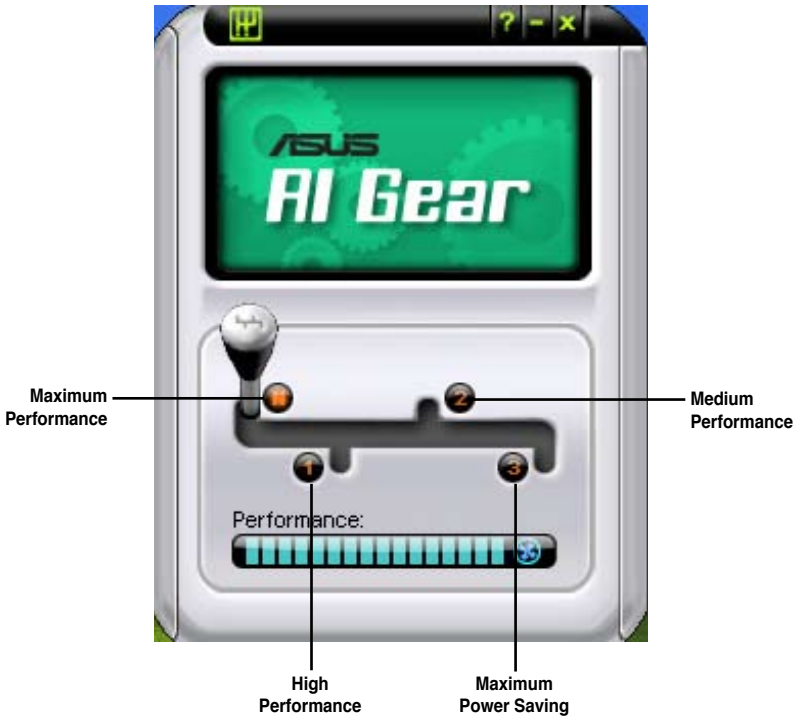 ? - x
ASUS
AI Gear
Maximum
Performance
2
Medium
Performance
1
3
Performance:
High
Performance
Maximum
Power Saving